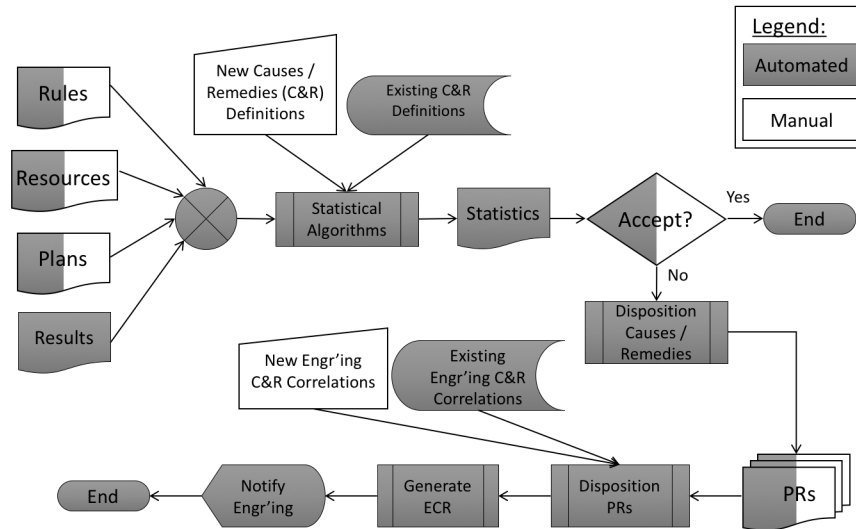 Legend:
Automated
Manual
New Causes /
Remedies (C&R)
Definitions
Existing C&R
Definitions
Rules
Resources
Plans
Results
Statistical
Algorithms
Statistics
Accept?
Yes
End
No
Disposition
Causes /
Remedies
New Engr'ing
C&R Correlations
Existing
Engr'ing C&R
Correlations
PRs
Disposition
PRs
Generate
ECR
Notify
Engr'ing
End